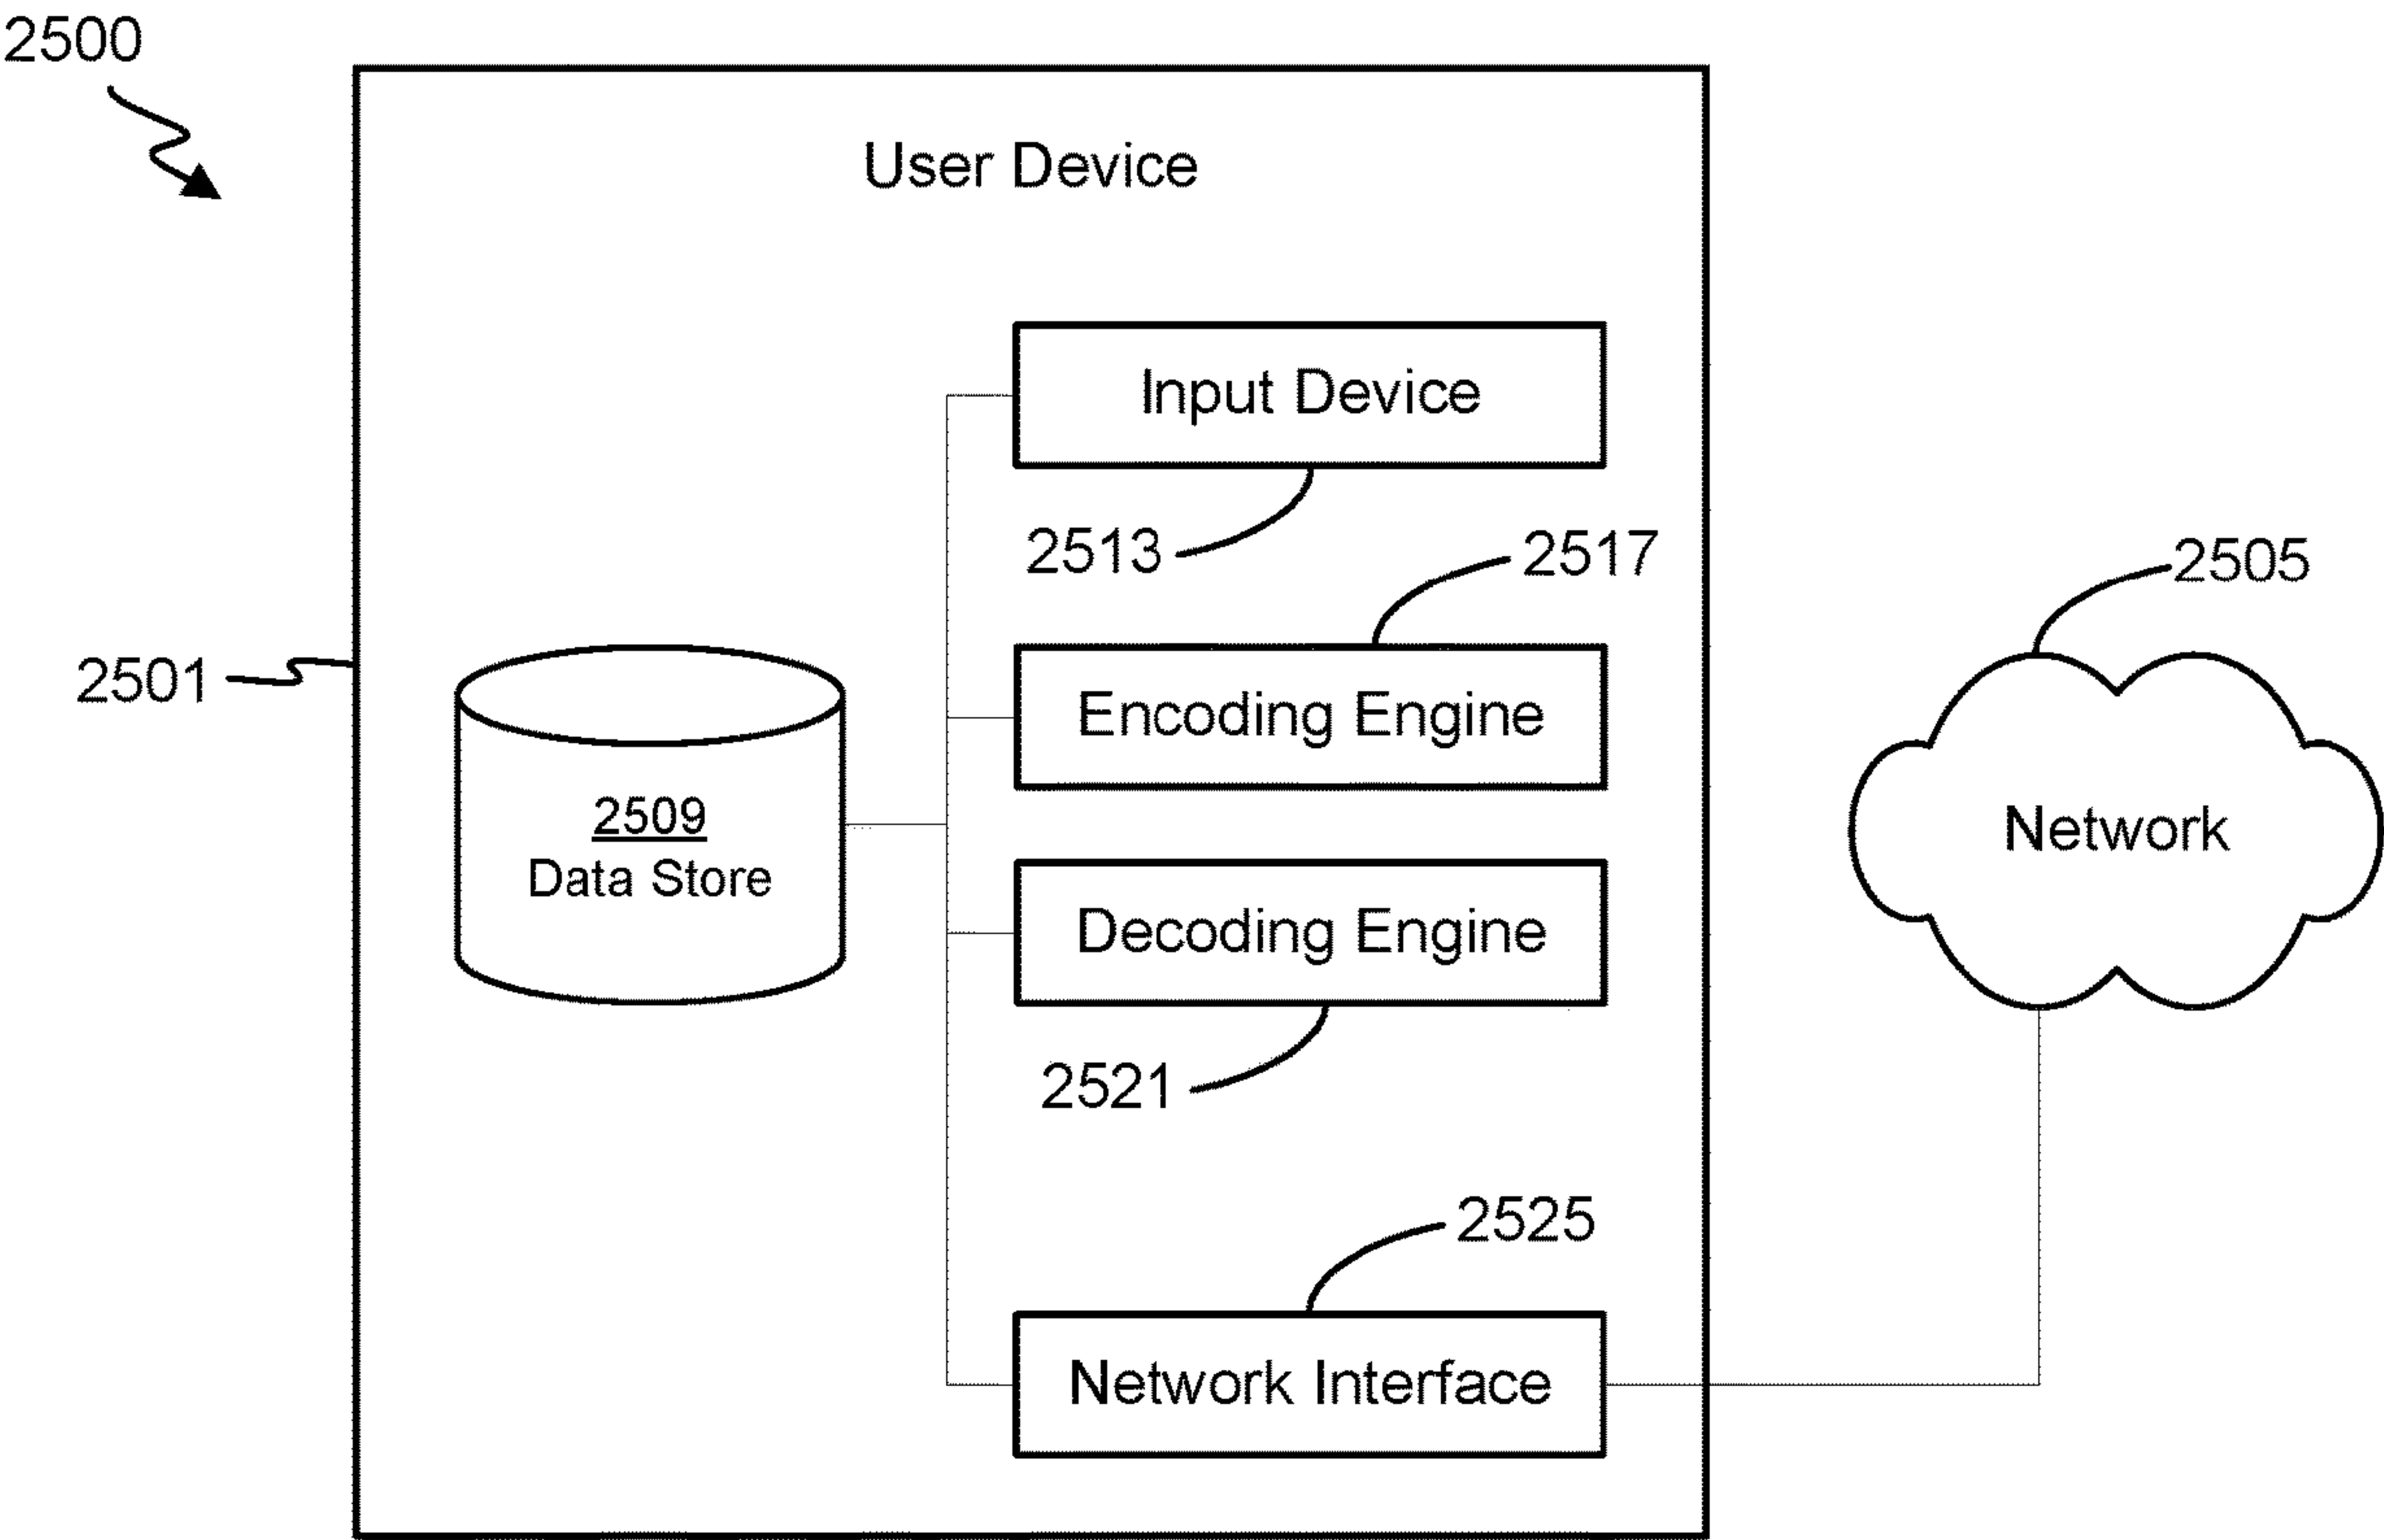 2500
User Device
Input Device
2513
2517
2505
2501
Encoding Engine
2509
Data Store
Network
Decoding Engine
2521
2525
Network Interface